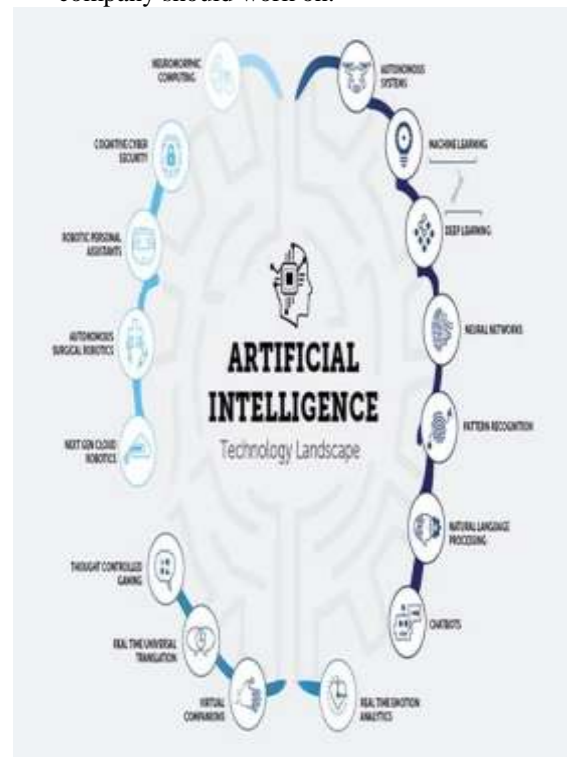 company should work on.
NEUROMORPHIC
COMPUTING
AUTONOMOUS
SYSTEMS
COGNITIVE CYBER
SECURITY
MACHINE LEARNING
ROBOTIC PERSONAL
ASSISTANTS
DEEP LEARNING
AUTONOMOUS
SURGICAL ROBOTICS
NEURAL NETWORKS
ARTIFICIAL
INTELLIGENCE
Technology Landscape
NEXT GEN CLOUD
ROBOTICS
PATTERN RECOGNITION
NATURAL LANGUAGE
PROCESSING
THOUGHT CONTROLLED
GAMING
CHATBOTS
REAL TIME UNIVERSAL
TRANSLATION
VIRTUAL
COMPANIONS
REAL TIME EMOTION
ANALYTICS